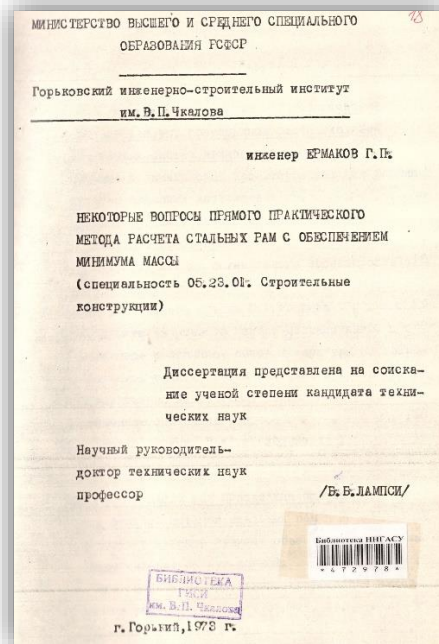 28
МИНИСТЕРСТВО ВЫСШЕГО И СРЕДНЕГО СПЕЦИАЛЬНОГО
ОБРАЗОВАНИЯ РСФСР
Горьковский инженерно-строительный институт
им. В.П.Чкалова
инженер ЕРМАКОВ Г.П.
НЕКОТОРЫЕ ВОПРОСЫ ПРЯМОГО ПРАКТИЧЕСКОГО
МЕТОДА РАСЧЕТА СТАЛЬНЫХ РАМ С ОБЕСПЕЧЕНИЕМ
МИНИМУМА МАССЫ
(специальность 05.23.01. Строительные
конструкции)
Диссертация представлена на соиска-
ние ученой степени кандидата техни-
ческих наук
Научный руководитель-
доктор технических наук
профессор /Б.Б.ЛАМПСИ/
Библиотека ННГАСУ
*472978*
БИБЛИОТЕКА
ГИСИ
им. В.П. Чкалова
г. Горький, 1973 г.